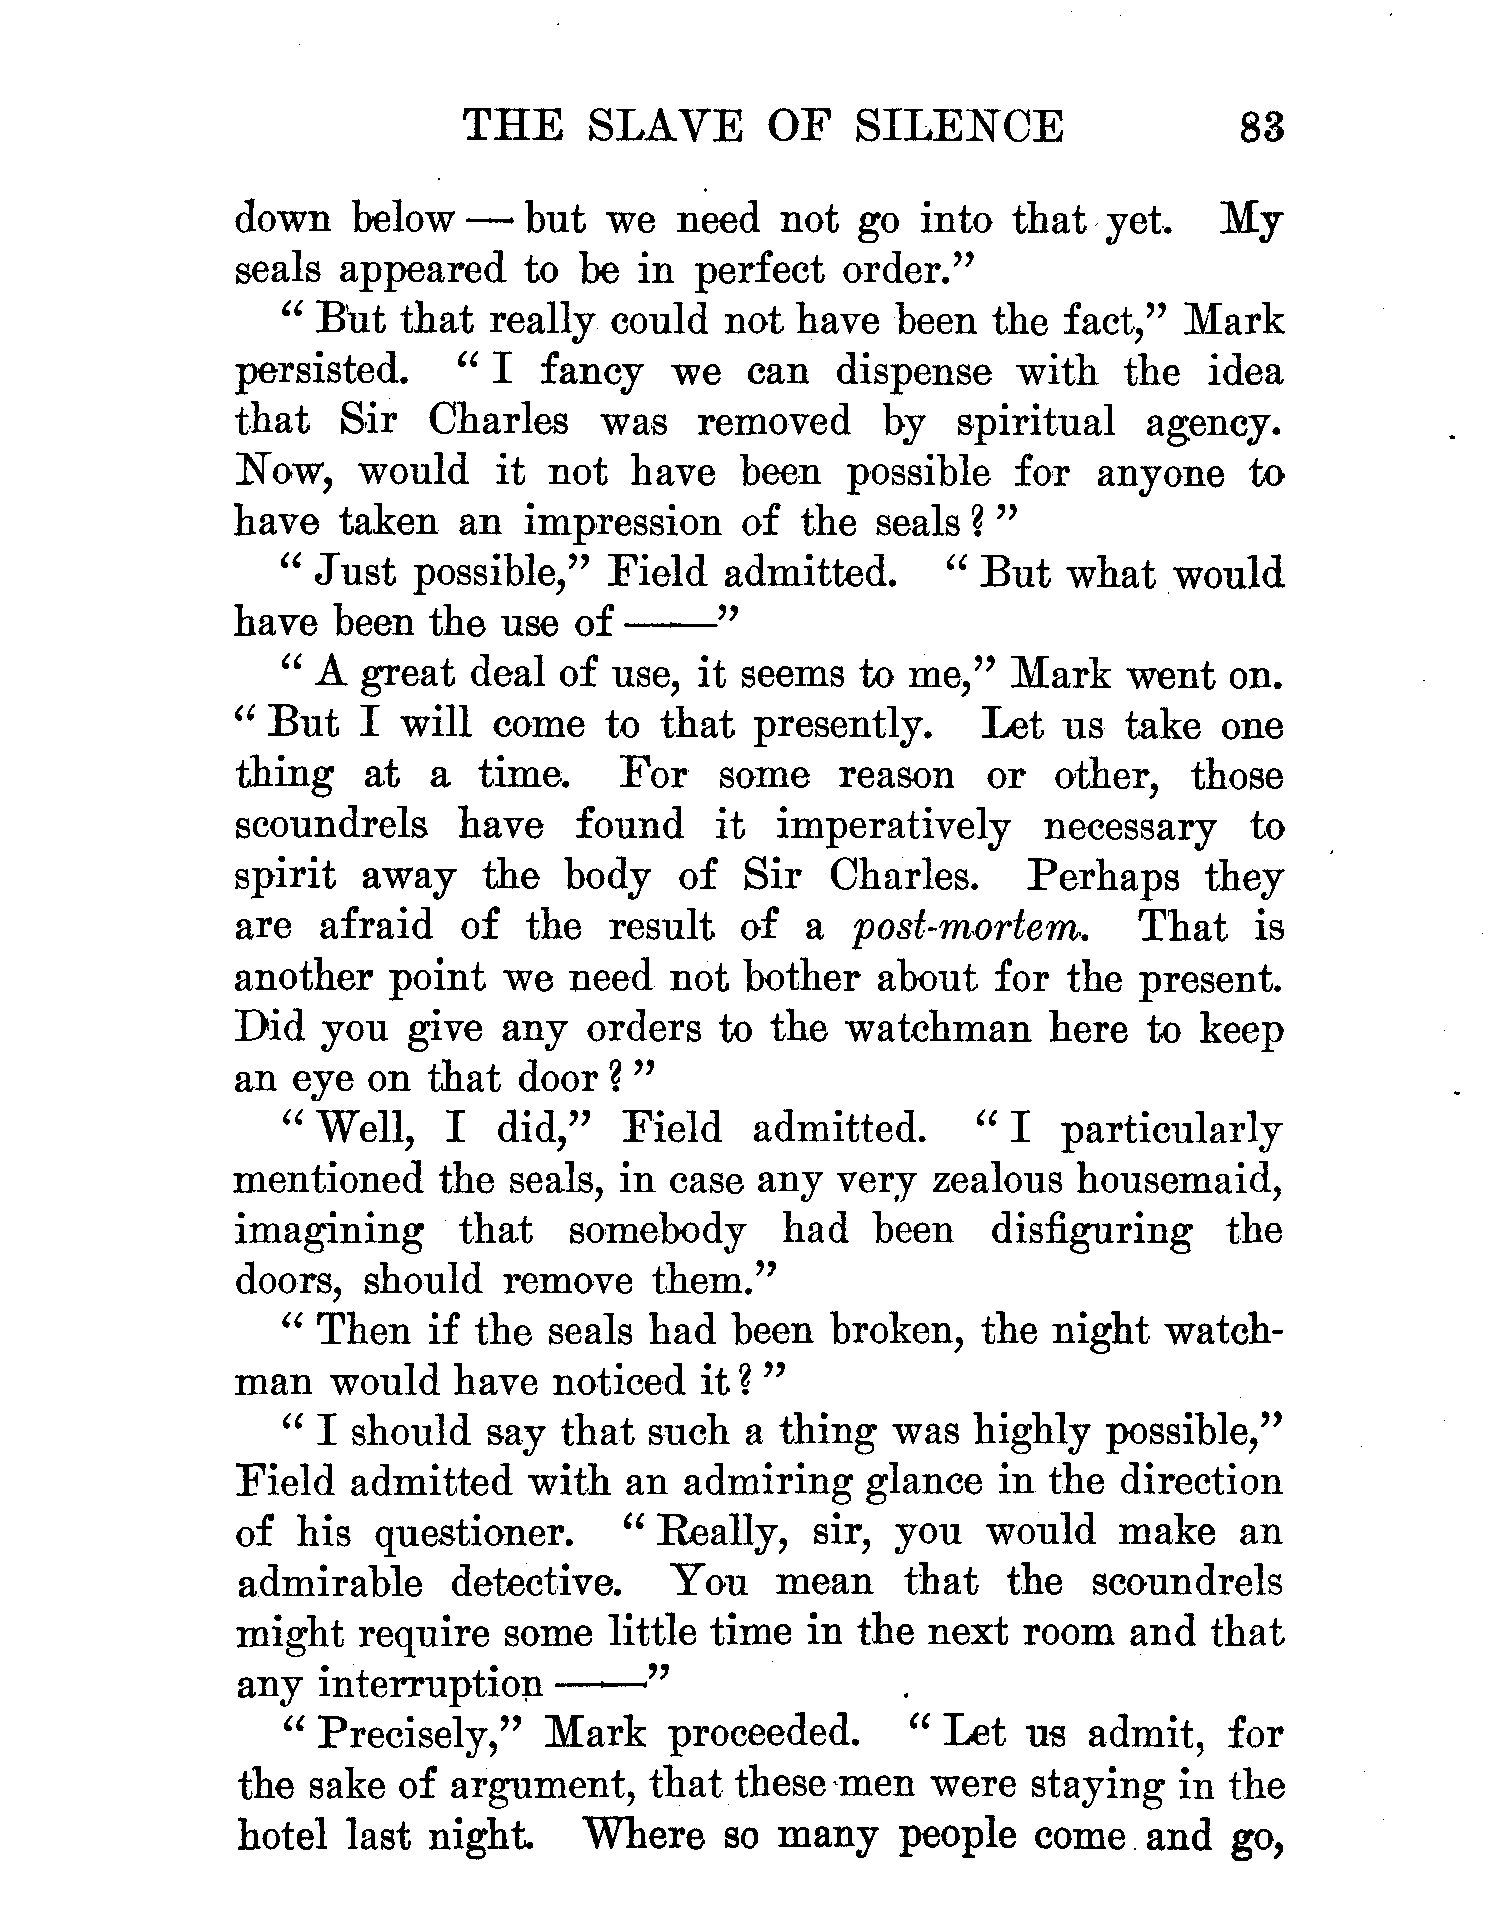 THE SLAVE OF SILENCE 83
down below — but we need not go into that yet. My
seals appeared to be in perfect order.”
“ But that really could not have been the fact,” Mark
persisted. “ I fancy we can dispense with the idea
that Sir Charles was removed by spiritual agency.
Now, would it not have been possible for anyone to
have taken an impression of the seals ? ”
“ Just possible,” Field admitted. “ But what would
have been the use of ——”
“ A great deal of use, it seems to me,” Mark went on.
“ But I will come to that presently. Let us take one
thing at a time. For some reason or other, those
scoundrels have found it imperatively necessary to
spirit away the body of Sir Charles. Perhaps they
are afraid of the result of a post-mortem. That is
another point we need not bother about for the present.
Did you give any orders to the watchman here to keep
an eye on that door ? ”
“ Well, I did,” Field admitted. “ I particularly
mentioned the seals, in case any very zealous housemaid,
imagining that somebody had been disfiguring the
doors, should remove them.”
“ Then if the seals had been broken, the night watch-
man would have noticed it ? ”
“ I should say that such a thing was highly possible,”
Field admitted with an admiring glance in the direction
of his questioner. “ Really, sir, you would make an
admirable detective. You mean that the scoundrels
might require some little time in the next room and that
any interruption ——”
“ Precisely,” Mark proceeded. “ Let us admit, for
the sake of argument, that these men were staying in the
hotel last night. Where so many people come and go,